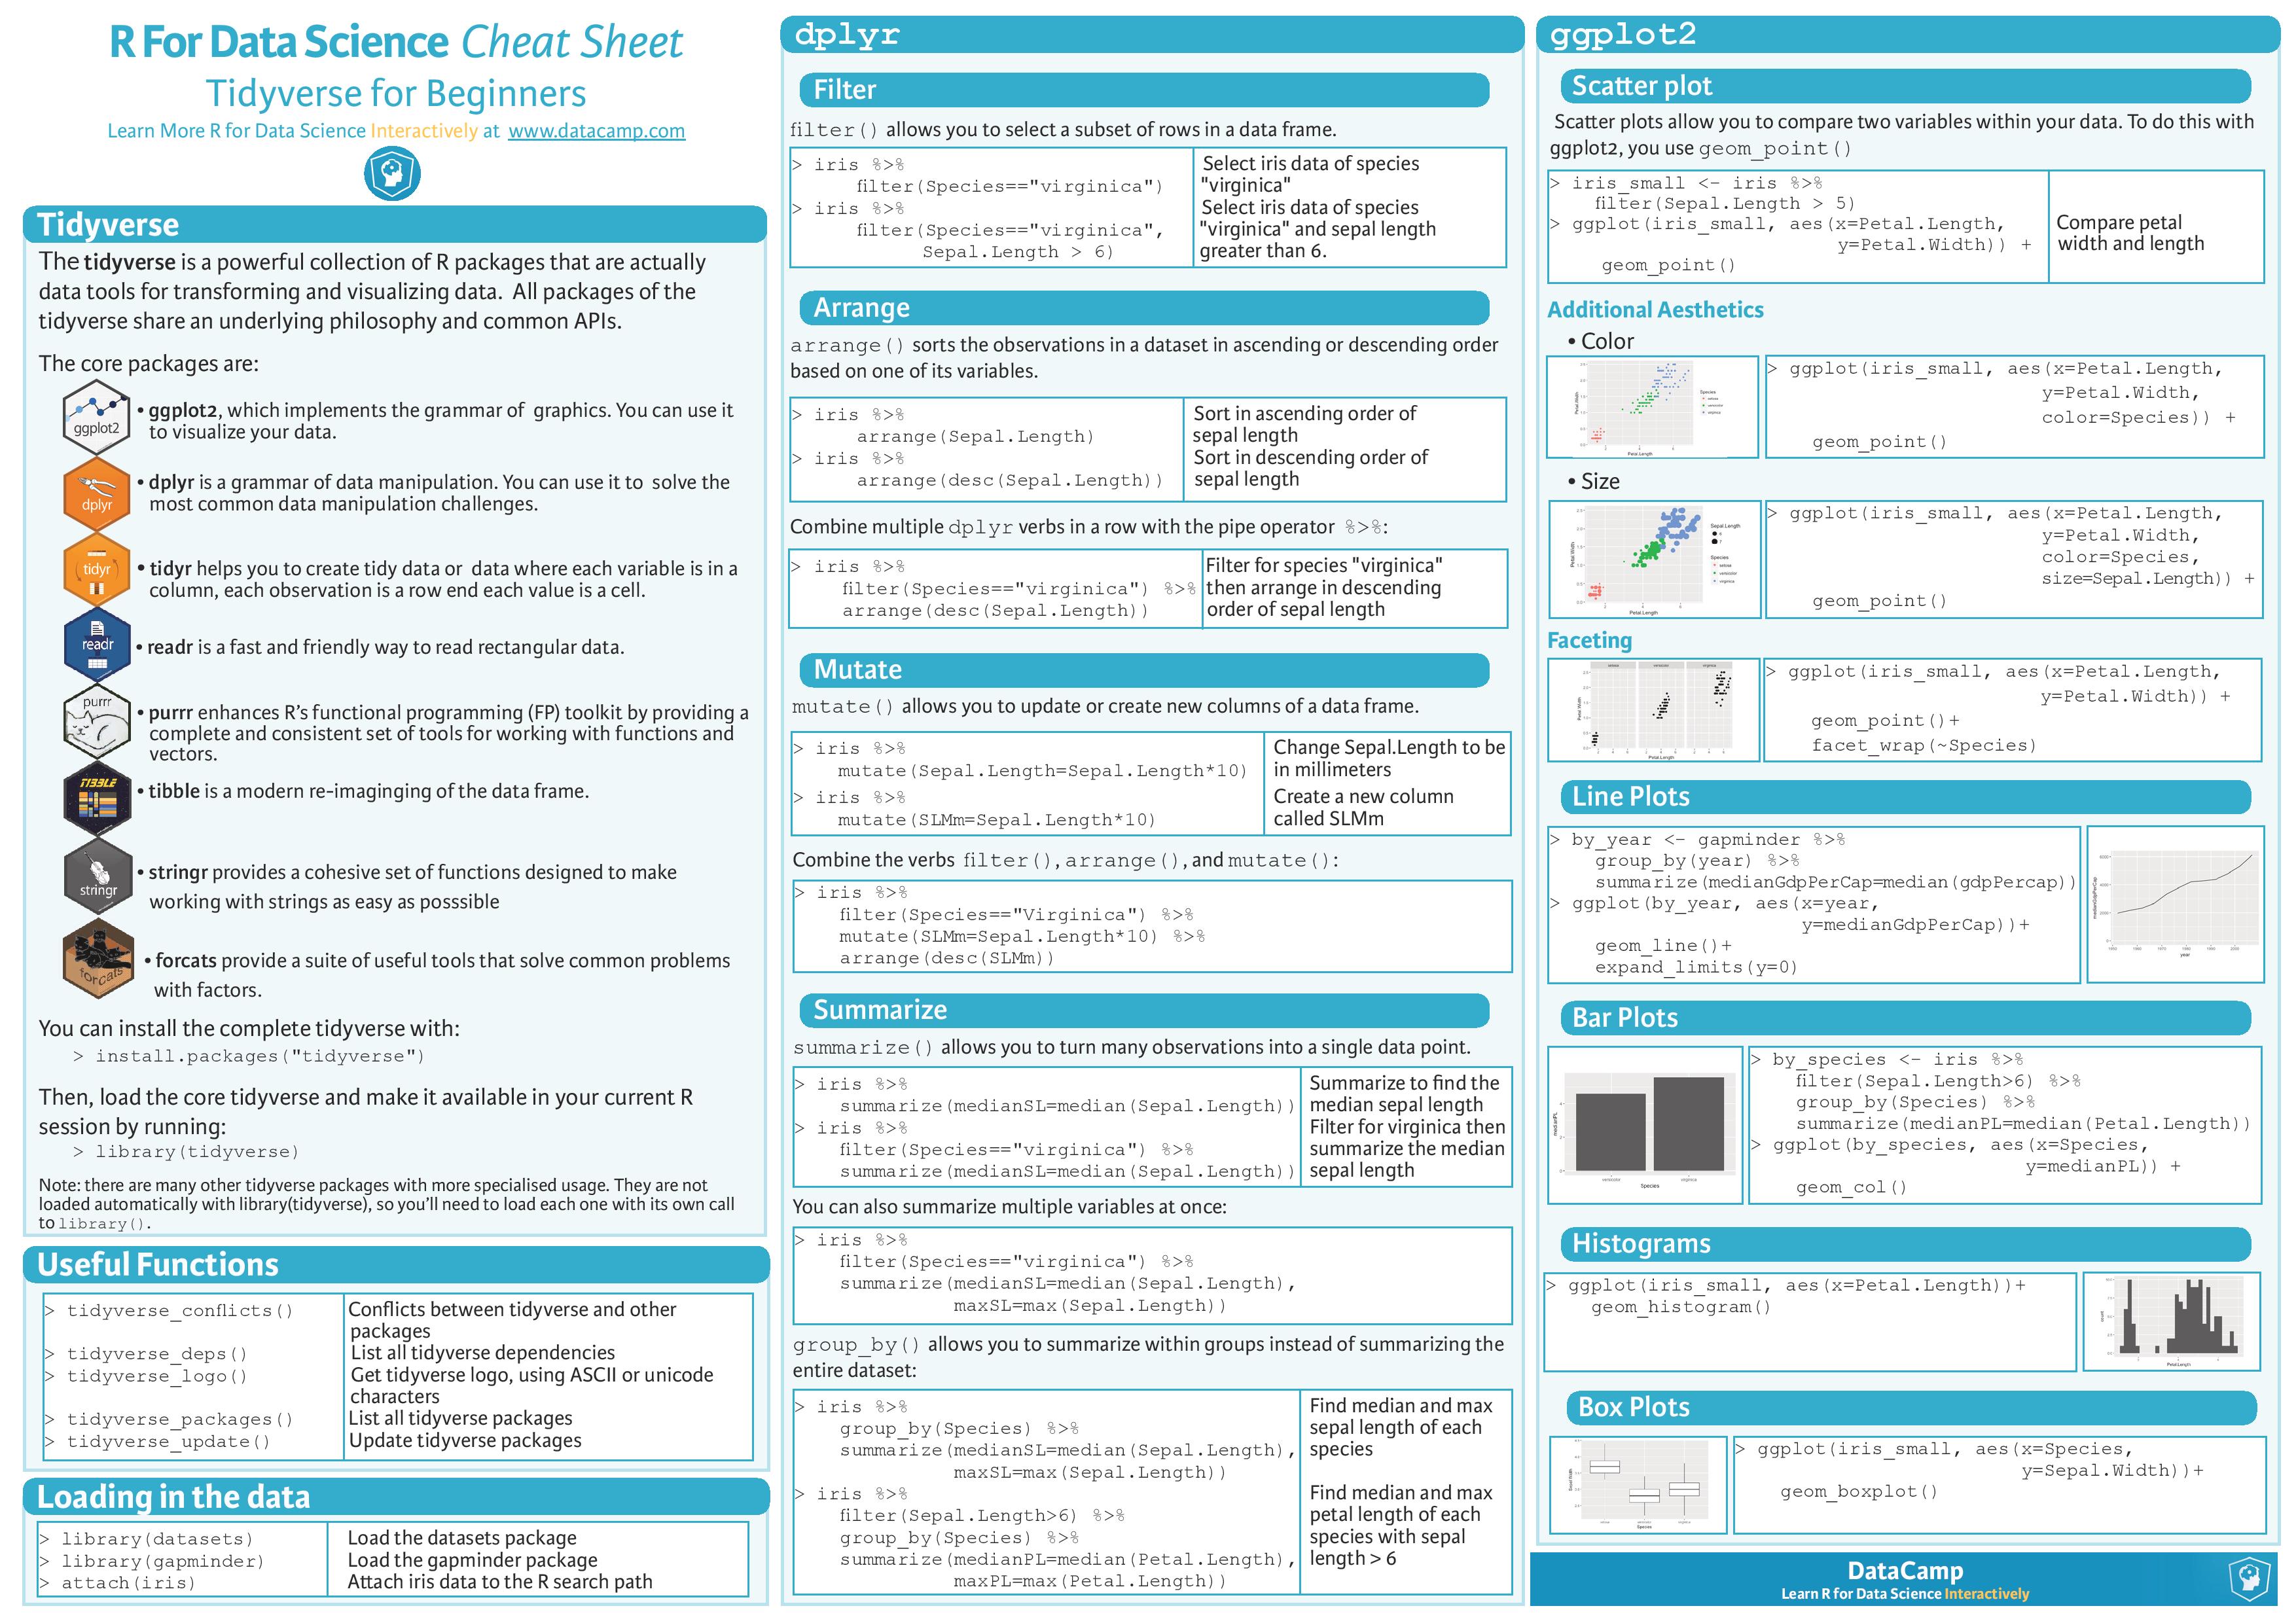 R For Data Science Cheat Sheet
Tidyverse for Beginners
Learn More R for Data Science Interactively at www.datacamp.com
Tidyverse
The tidyverse is a powerful collection of R packages that are actually
data tools for transforming and visualizing data. All packages of the
tidyverse share an underlying philosophy and common APIs.
The core packages are:
ggplot2
• ggplot2, which implements the grammar of graphics. You can use it
to visualize your data.
dplyr
• dplyr is a grammar of data manipulation. You can use it to solve the
most common data manipulation challenges.
tidyr
• tidyr helps you to create tidy data or data where each variable is in a
column, each observation is a row end each value is a cell.
readr
• readr is a fast and friendly way to read rectangular data.
purrr
• purrr enhances R's functional programming (FP) toolkit by providing a
complete and consistent set of tools for working with functions and
vectors.
TIBBLE
• tibble is a modern re-imaginging of the data frame.
stringr
• stringr provides a cohesive set of functions designed to make
working with strings as easy as posssible
forcats
• forcats provide a suite of useful tools that solve common problems
with factors.
You can install the complete tidyverse with:
> install.packages("tidyverse")
Then, load the core tidyverse and make it available in your current R
session by running:
> library(tidyverse)
Note: there are many other tidyverse packages with more specialised usage. They are not
loaded automatically with library(tidyverse), so you'll need to load each one with its own call
to library().
Useful Functions
> tidyverse_conflicts() Conflicts between tidyverse and other
packages
> tidyverse_deps() List all tidyverse dependencies
> tidyverse_logo() Get tidyverse logo, using ASCII or unicode
characters
> tidyverse_packages() List all tidyverse packages
> tidyverse_update() Update tidyverse packages
Loading in the data
> library(datasets) Load the datasets package
> library(gapminder) Load the gapminder package
> attach(iris) Attach iris data to the R search path
dplyr
Filter
filter() allows you to select a subset of rows in a data frame.
> iris %>% Select iris data of species
filter(Species=="virginica") "virginica"
> iris %>% Select iris data of species
filter(Species=="virginica", "virginica" and sepal length
Sepal.Length > 6) greater than 6.
Arrange
arrange() sorts the observations in a dataset in ascending or descending order
based on one of its variables.
> iris %>% Sort in ascending order of
arrange(Sepal.Length) sepal length
> iris %>% Sort in descending order of
arrange(desc(Sepal.Length)) sepal length
Combine multiple dplyr verbs in a row with the pipe operator %>%:
> iris %>% Filter for species "virginica"
filter(Species=="virginica") %>% then arrange in descending
arrange(desc(Sepal.Length)) order of sepal length
Mutate
mutate() allows you to update or create new columns of a data frame.
> iris %>% Change Sepal.Length to be
mutate(Sepal.Length=Sepal.Length*10) in millimeters
> iris %>% Create a new column
mutate(SLMm=Sepal.Length*10) called SLMm
Combine the verbs filter(), arrange(), and mutate():
> iris %>%
filter(Species=="Virginica") %>%
mutate(SLMm=Sepal.Length*10) %>%
arrange(desc(SLMm))
Summarize
summarize() allows you to turn many observations into a single data point.
> iris %>% Summarize to find the
summarize(medianSL=median(Sepal.Length)) median sepal length
> iris %>% Filter for virginica then
filter(Species=="virginica") %>% summarize the median
summarize(medianSL=median(Sepal.Length)) sepal length
You can also summarize multiple variables at once:
> iris %>%
filter(Species=="virginica") %>%
summarize(medianSL=median(Sepal.Length),
maxSL=max(Sepal.Length))
group_by() allows you to summarize within groups instead of summarizing the
entire dataset:
> iris %>% Find median and max
group_by(Species) %>% sepal length of each
summarize(medianSL=median(Sepal.Length), species
maxSL=max(Sepal.Length))
> iris %>% Find median and max
filter(Sepal.Length>6) %>% petal length of each
group_by(Species) %>% species with sepal
summarize(medianPL=median(Petal.Length), length > 6
maxPL=max(Petal.Length))
ggplot2
Scatter plot
Scatter plots allow you to compare two variables within your data. To do this with
ggplot2, you use geom_point()
> iris_small <- iris %>%
filter(Sepal.Length > 5)
> ggplot(iris_small, aes(x=Petal.Length, Compare petal
y=Petal.Width)) + width and length
geom_point()
Additional Aesthetics
• Color
Petal.Length
Petal.Width
Species
> ggplot(iris_small, aes(x=Petal.Length,
y=Petal.Width,
color=Species)) +
geom_point()
• Size
Petal.Length
Petal.Width
Sepal.Length
Species
> ggplot(iris_small, aes(x=Petal.Length,
y=Petal.Width,
color=Species,
size=Sepal.Length)) +
geom_point()
Faceting
Petal.Length
Petal.Width
> ggplot(iris_small, aes(x=Petal.Length,
y=Petal.Width)) +
geom_point()+
facet_wrap(~Species)
Line Plots
> by_year <- gapminder %>%
group_by(year) %>%
summarize(medianGdpPerCap=median(gdpPercap))
> ggplot(by_year, aes(x=year,
y=medianGdpPerCap))+
geom_line()+
expand_limits(y=0)
medianGdpPerCap
year
Bar Plots
medianPL
versicolor virginica
Species
> by_species <- iris %>%
filter(Sepal.Length>6) %>%
group_by(Species) %>%
summarize(medianPL=median(Petal.Length))
> ggplot(by_species, aes(x=Species,
y=medianPL)) +
geom_col()
Histograms
> ggplot(iris_small, aes(x=Petal.Length))+
geom_histogram()
count
Petal.Length
Box Plots
Sepal.Width
Species
> ggplot(iris_small, aes(x=Species,
y=Sepal.Width))+
geom_boxplot()
DataCamp
Learn R for Data Science Interactively